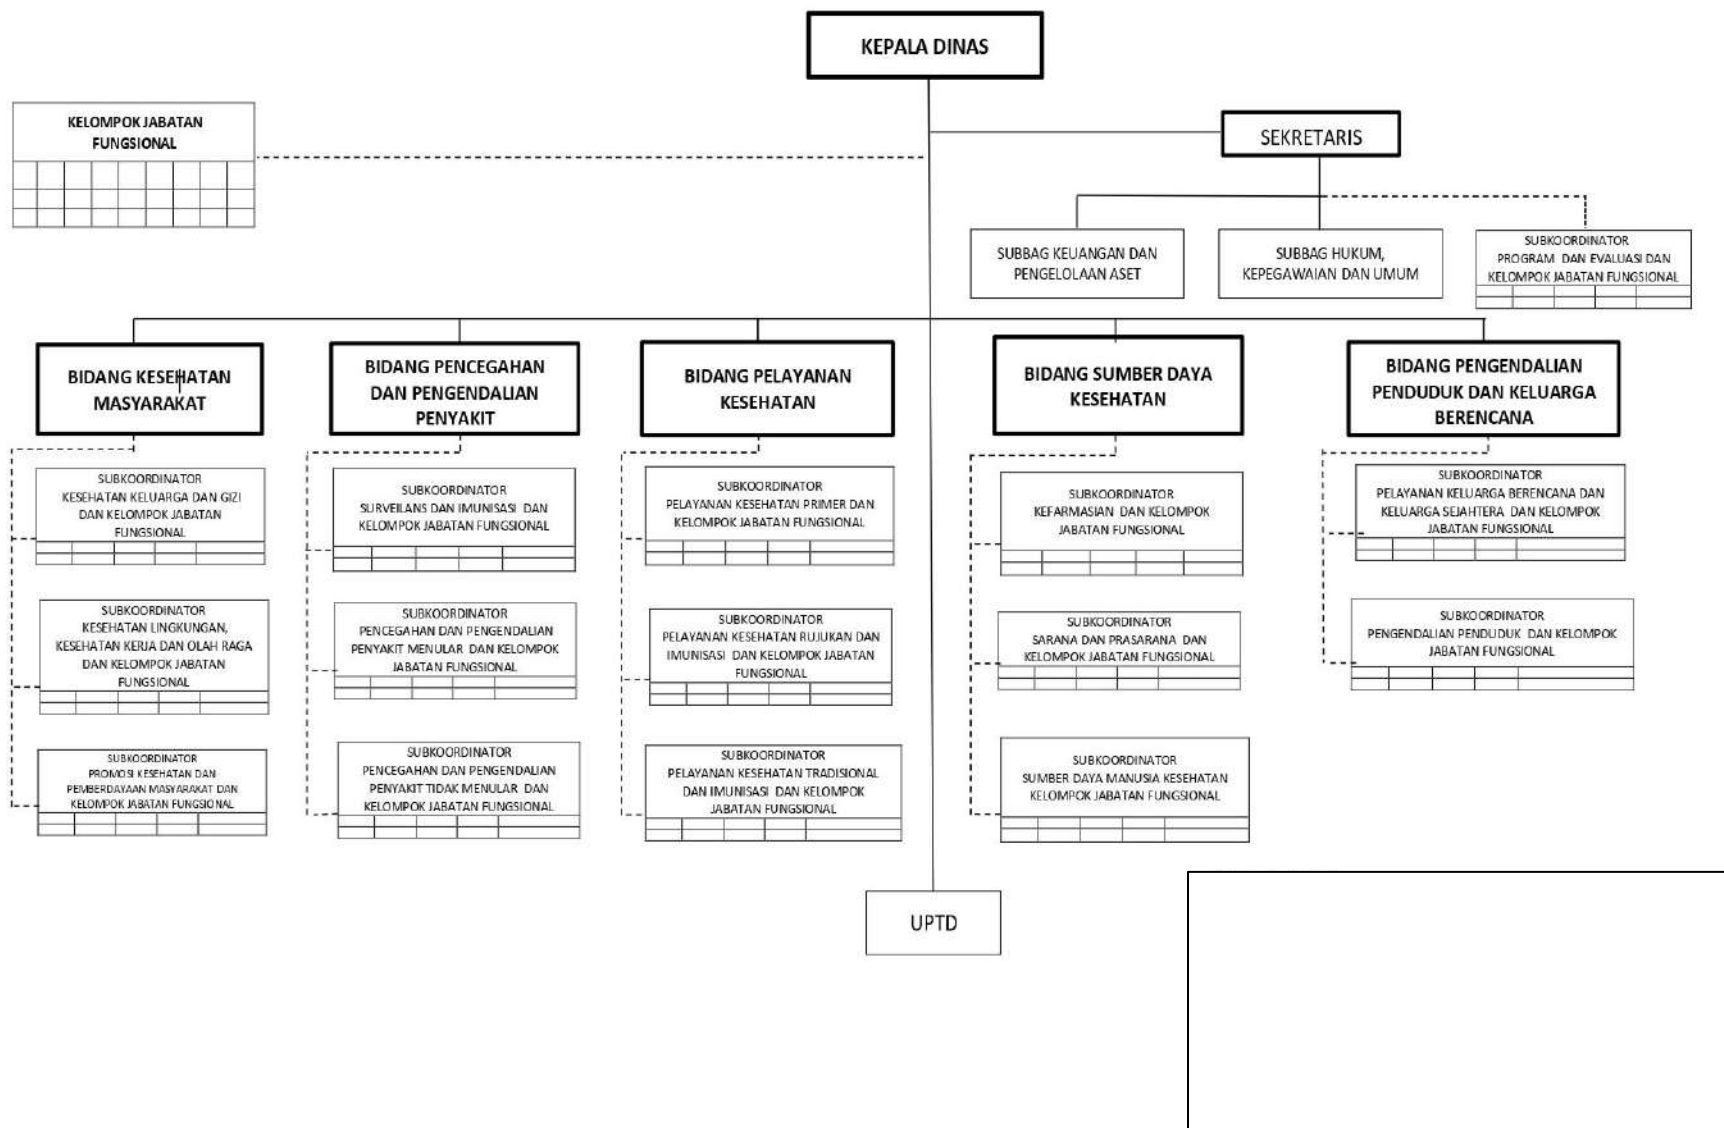 KEPALA DINAS
KELOMPOK JABATAN
FUNGSIONAL
SEKRETARIS
SUBBAG KEUANGAN DAN
PENGELOLAAN ASET
SUBBAG HUKUM,
KEPEGAWAIAN DAN UMUM
SUBKOORDINATOR
PROGRAM DAN EVALUASI DAN
KELOMPOK JABATAN FUNGSIONAL
BIDANG KESEHATAN
MASYARAKAT
BIDANG PENCEGAHAN
DAN PENGENDALIAN
PENYAKIT
BIDANG PELAYANAN
KESEHATAN
BIDANG SUMBER DAYA
KESEHATAN
BIDANG PENGENDALIAN
PENDUDUK DAN KELUARGA
BERENCANA
SUBKOORDINATOR
KESEHATAN KELUARGA DAN GIZI
DAN KELOMPOK JABATAN
FUNGSIONAL
SUBKOORDINATOR
SURVEILANS DAN IMUNISASI DAN
KELOMPOK JABATAN FUNGSIONAL
SUBKOORDINATOR
PELAYANAN KESEHATAN PRIMER DAN
KELOMPOK JABATAN FUNGSIONAL
SUBKOORDINATOR
KEFARMASIAN DAN KELOMPOK
JABATAN FUNGSIONAL
SUBKOORDINATOR
PELAYANAN KELUARGA BERENCANA DAN
KELUARGA SEJAHTERA DAN KELOMPOK
JABATAN FUNGSIONAL
SUBKOORDINATOR
KESEHATAN LINGKUNGAN,
KESEHATAN KERJA DAN OLAH RAGA
DAN KELOMPOK JABATAN
FUNGSIONAL
SUBKOORDINATOR
PENCEGAHAN DAN PENGENDALIAN
PENYAKIT MENULAR DAN KELOMPOK
JABATAN FUNGSIONAL
SUBKOORDINATOR
PELAYANAN KESEHATAN RUJUKAN DAN
IMUNISASI DAN KELOMPOK JABATAN
FUNGSIONAL
SUBKOORDINATOR
SARANA DAN PRASARANA DAN
KELOMPOK JABATAN FUNGSIONAL
SUBKOORDINATOR
PENGENDALIAN PENDUDUK DAN KELOMPOK
JABATAN FUNGSIONAL
SUBKOORDINATOR
PROMOSI KESEHATAN DAN
PEMBERDAYAAN MASYARAKAT DAN
KELOMPOK JABATAN FUNGSIONAL
SUBKOORDINATOR
PENCEGAHAN DAN PENGENDALIAN
PENYAKIT TIDAK MENULAR DAN
KELOMPOK JABATAN FUNGSIONAL
SUBKOORDINATOR
PELAYANAN KESEHATAN TRADISIONAL
DAN IMUNISASI DAN KELOMPOK
JABATAN FUNGSIONAL
SUBKOORDINATOR
SUMBER DAYA MANUSIA KESEHATAN
KELOMPOK JABATAN FUNGSIONAL
UPTD